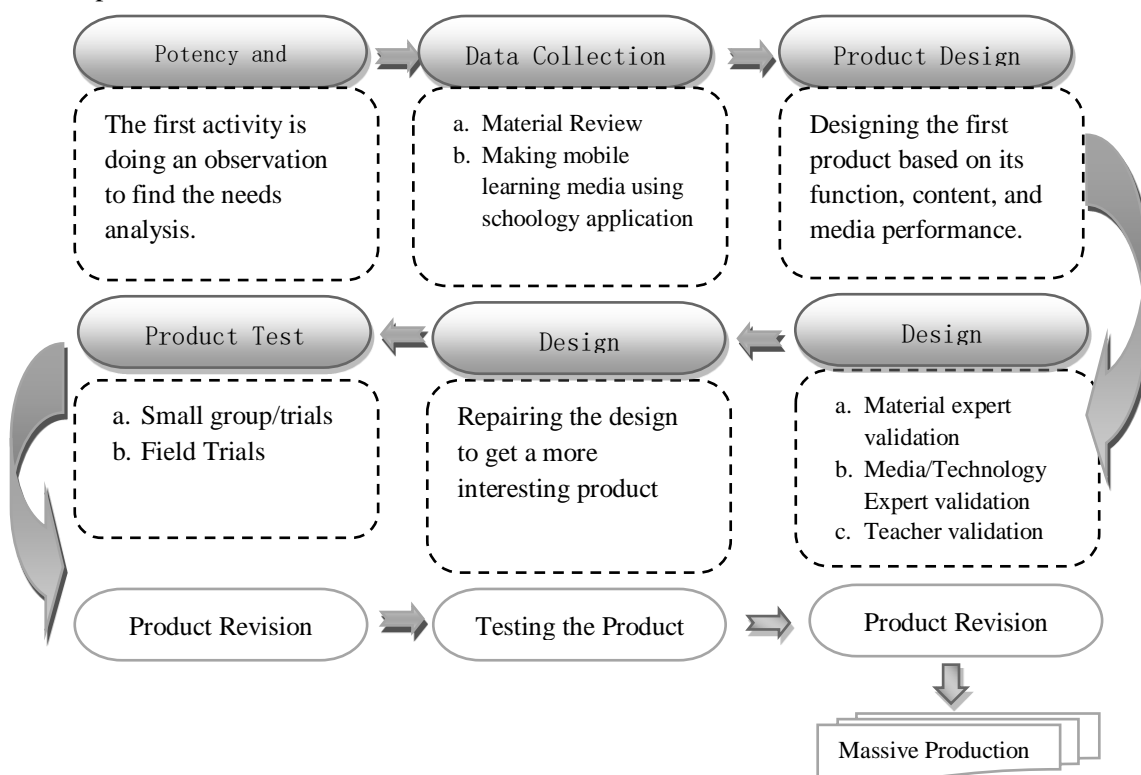 Potency and
The first activity is
doing an observation
to find the needs
analysis.
Data Collection
a. Material Review
b. Making mobile
learning media using
schoology application
Product Design
Designing the first
product based on its
function, content, and
media performance.
Product Test
a. Small group/trials
b. Field Trials
Design
Repairing the design
to get a more
interesting product
Design
a. Material expert
validation
b. Media/Technology
Expert validation
c. Teacher validation
Product Revision
Testing the Product
Product Revision
Massive Production